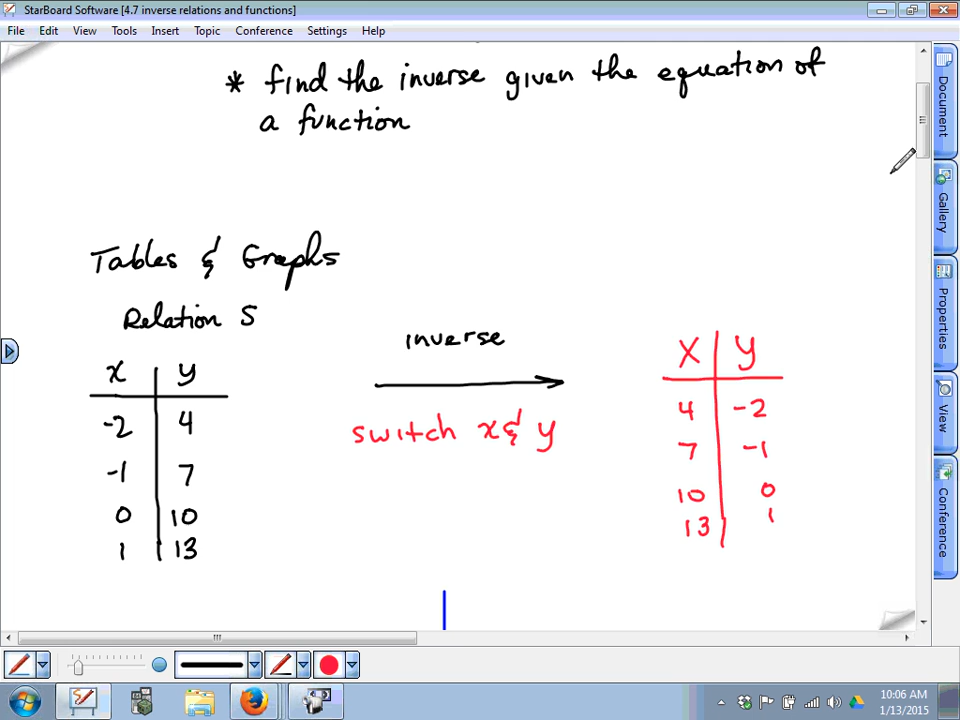 StarBoard Software [4.7 inverse relations and functions]
File Edit View Tools Insert Topic Conference Settings Help
* find the inverse given the equation of
a function
Tables & Graphs
Relation S
x y
-2 4
-1 7
0 10
1 13
inverse
switch x & y
X Y
4 -2
7 -1
10 0
13 1
Document
Gallery
Properties
View
Conference
10:06 AM
1/13/2015